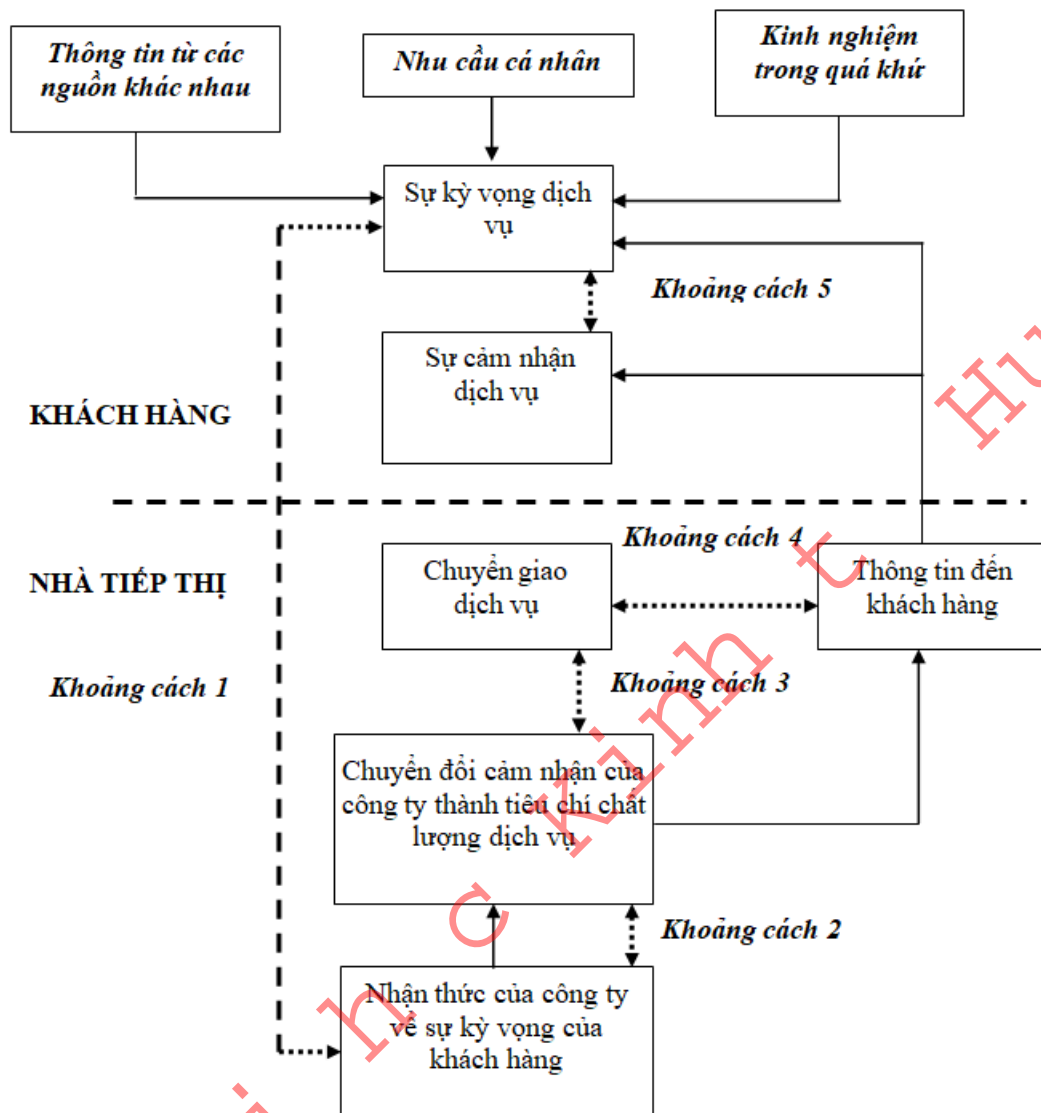 Thông tin từ các
nguồn khác nhau
Nhu cầu cá nhân
Kinh nghiệm
trong quá khứ
Sự kỳ vọng dịch
vụ
Khoảng cách 5
Sự cảm nhận
dịch vụ
KHÁCH HÀNG
Khoảng cách 4
NHÀ TIẾP THỊ
Chuyển giao
dịch vụ
Thông tin đến
khách hàng
Khoảng cách 1
Khoảng cách 3
Chuyển đổi cảm nhận của
công ty thành tiêu chí chất
lượng dịch vụ
Khoảng cách 2
Nhận thức của công ty
về sự kỳ vọng của
khách hàng
h c Kinh t Hu